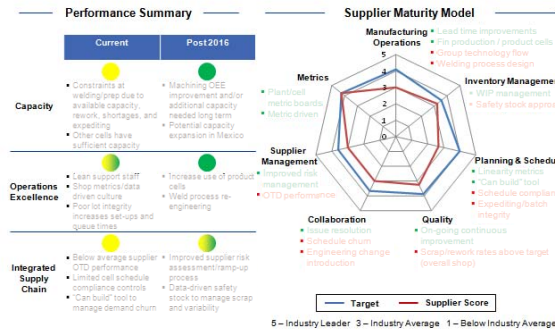 Performance Summary
Current
Post 2016
Capacity
Constraints at
welding/prep due to
available capacity,
rework, shortages, and
expediting
Other cells have
sufficient capacity
Machining OEE
improvement and/or
additional capacity
needed long term
Potential capacity
expansion in Mexico
Operations
Excellence
Lean support staff
Shop metrics/data
driven culture
Poor lot integrity
increases set-ups and
queue times
Increase use of product
cells
Weld process re-
engineering
Integrated
Supply
Chain
Below average supplier
OTD performance
Limited cell schedule
compliance controls
"Can build" tool to
manage demand churn
Improved supplier risk
assessment/ramp-up
process
Data-driven safety
stock to manage scrap
and variability
Supplier Maturity Model
Manufacturing
Operations
Lead time improvements
Fin production / product cells
Group technology flow
Welding process design
5
4
3
2
1
0
Metrics
Plant/cell
metric boards
Metric driven
Inventory Manageme
WIP management
Safety stock appro
Supplier
Management
Improved risk
management
OTD performance
Planning & Schedu
Linearity metrics
"Can build" tool
Schedule complian
Expediting/batch
integrity
Collaboration
Issue resolution
Schedule churn
Engineering change
introduction
Quality
On-going continuous
improvement
Scrap/rework rates above target
(overall shop)
Target
Supplier Score
5 – Industry Leader 3 – Industry Average 1 – Below Industry Average